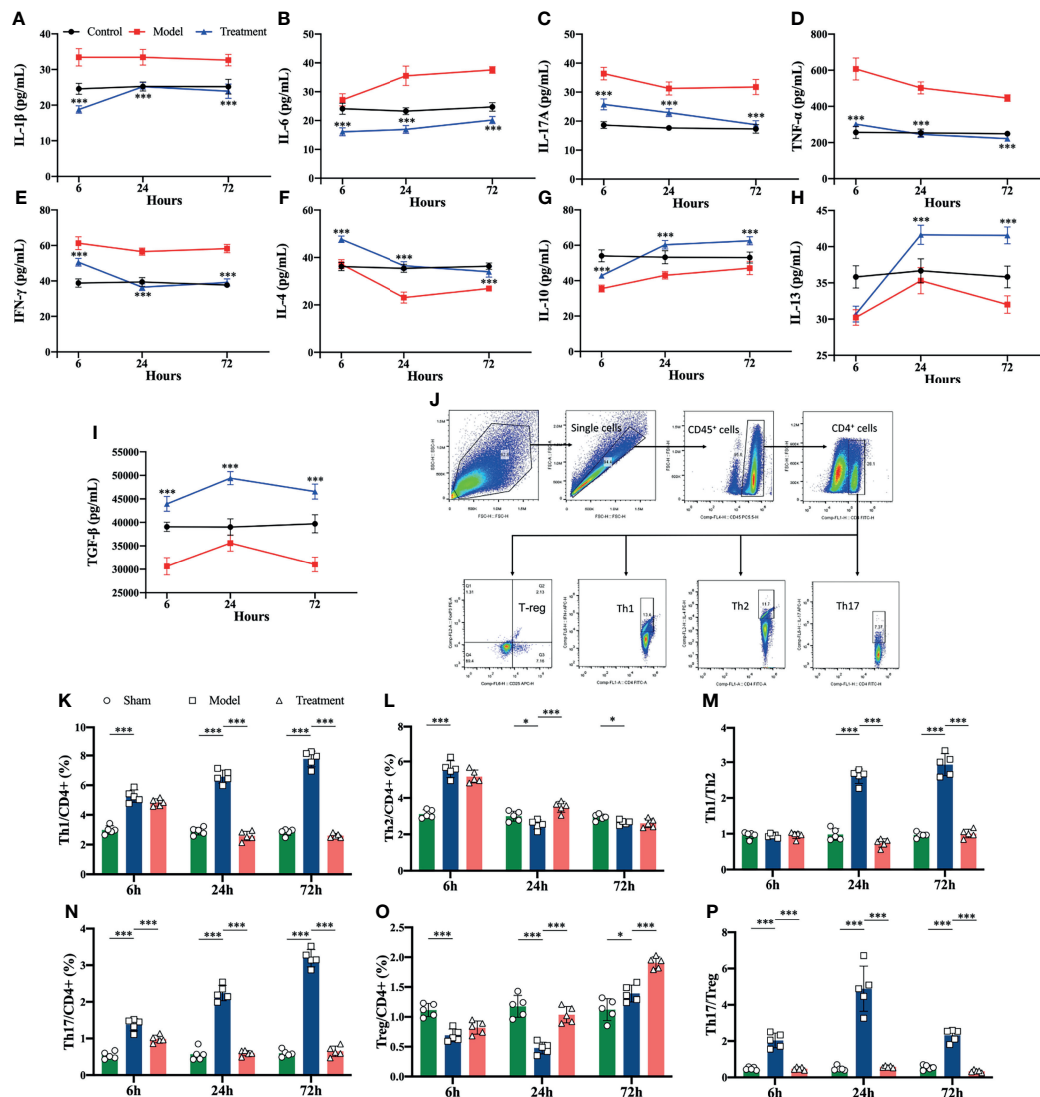 A
B
C
D
Control Model Treatment
IL-1β (pg/mL)
40
30
20
10
0
***
***
***
6
24
72
Hours
IL-6 (pg/mL)
50
40
30
20
10
0
***
***
***
6
24
72
Hours
IL-17A (pg/mL)
50
40
30
20
10
0
***
***
***
6
24
72
Hours
TNF-α (pg/mL)
800
600
400
200
0
***
***
***
6
24
72
Hours
E
F
G
H
IFN-γ (pg/mL)
80
60
40
20
0
***
***
***
6
24
72
Hours
IL-4 (pg/mL)
60
40
20
0
***
***
***
6
24
72
Hours
IL-10 (pg/mL)
80
60
40
20
0
***
***
***
6
24
72
Hours
IL-13 (pg/mL)
45
40
35
30
25
***
***
6
24
72
Hours
I
TGF-β (pg/mL)
55000
50000
45000
40000
35000
30000
25000
***
***
***
6
24
72
Hours
J
Single cells
CD45+ cells
CD4+ cells
FSC-H :: FSC-H
T-reg
Th1
Th2
Th17
K
Sham Model Treatment
Th1/CD4+ (%)
10
8
6
4
2
0
***
*** ***
*** ***
6h
24h
72h
L
Th2/CD4+ (%)
8
6
4
2
0
***
* ***
*
6h
24h
72h
M
Th1/Th2
4
3
2
1
0
*** ***
*** ***
6h
24h
72h
N
Th17/CD4+ (%)
4
3
2
1
0
*** ***
*** ***
*** ***
6h
24h
72h
O
Treg/CD4+ (%)
2.5
2.0
1.5
1.0
0.5
0.0
***
*** ***
* ***
6h
24h
72h
P
Th17/Treg
8
6
4
2
0
*** ***
*** ***
*** ***
6h
24h
72h